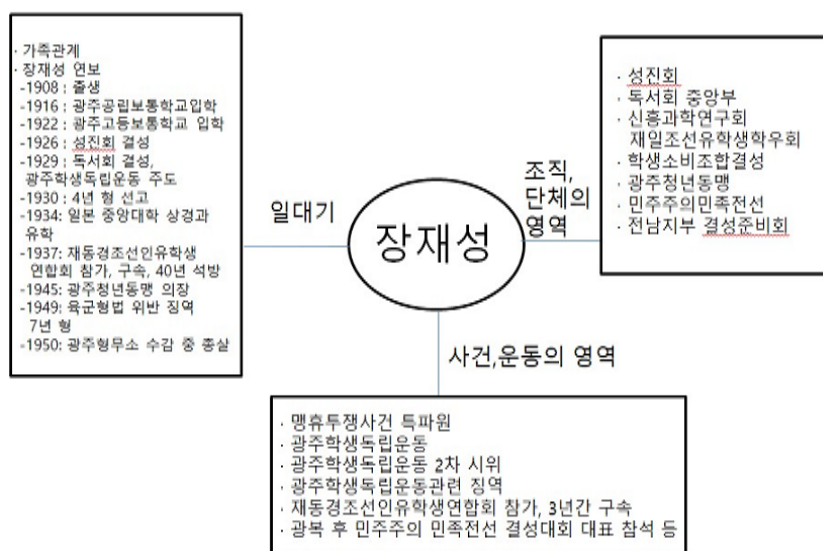 · 가족관계
· 장재성 연보
-1908 : 출생
-1916 : 광주공립보통학교입학
-1922 : 광주고등보통학교 입학
-1926 : 성진회 결성
-1929 : 독서회 결성,
광주학생독립운동 주도
-1930 : 4년 형 선고
-1934: 일본 중앙대학 상경과
유학
-1937: 재동경조선인유학생
연합회 참가, 구속, 40년 석방
-1945: 광주청년동맹 의장
-1949: 육군형법 위반 징역
7년 형
-1950: 광주형무소 수감 중 총살
일대기
장재성
조직,
단체의
영역
· 성진회
· 독서회 중앙부
· 신흥과학연구회
재일조선유학생학우회
· 학생소비조합결성
· 광주청년동맹
· 민주주의민족전선
· 전남지부 결성준비회
사건,운동의 영역
· 맹휴투쟁사건 특파원
· 광주학생독립운동
· 광주학생독립운동 2차 시위
· 광주학생독립운동관련 징역
· 재동경조선인유학생연합회 참가, 3년간 구속
· 광복 후 민주주의 민족전선 결성대회 대표 참석 등